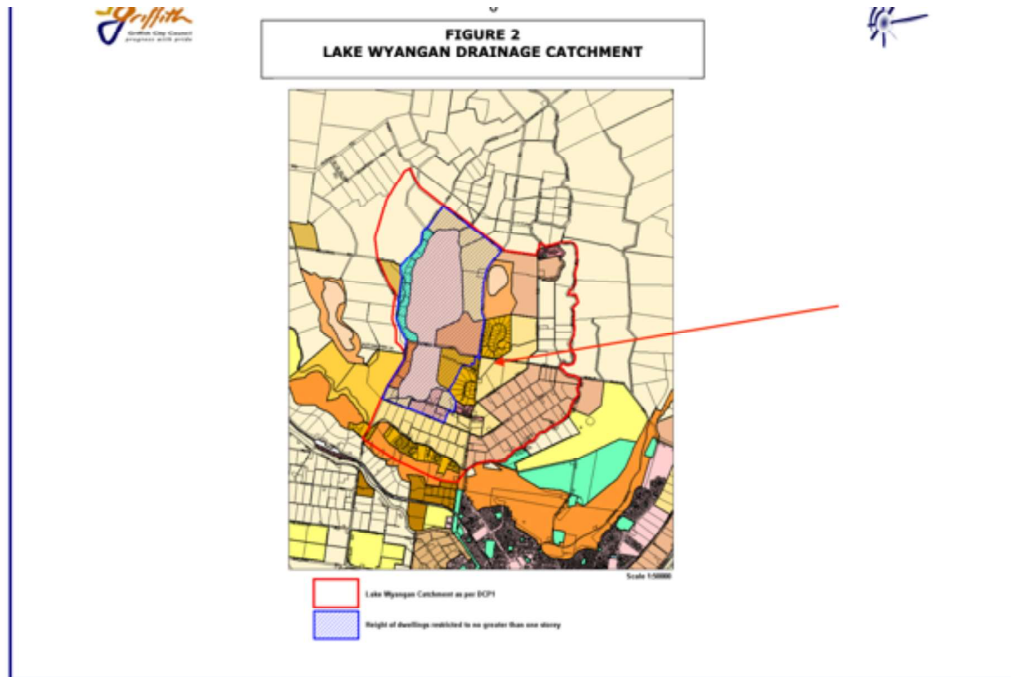 Griffith
Griffith City Council
progress with pride
FIGURE 2
LAKE WYANGAN DRAINAGE CATCHMENT
Scale 1:50000
Lake Wyangan Catchment as per DCP1
Height of dwellings restricted to no greater than one storey